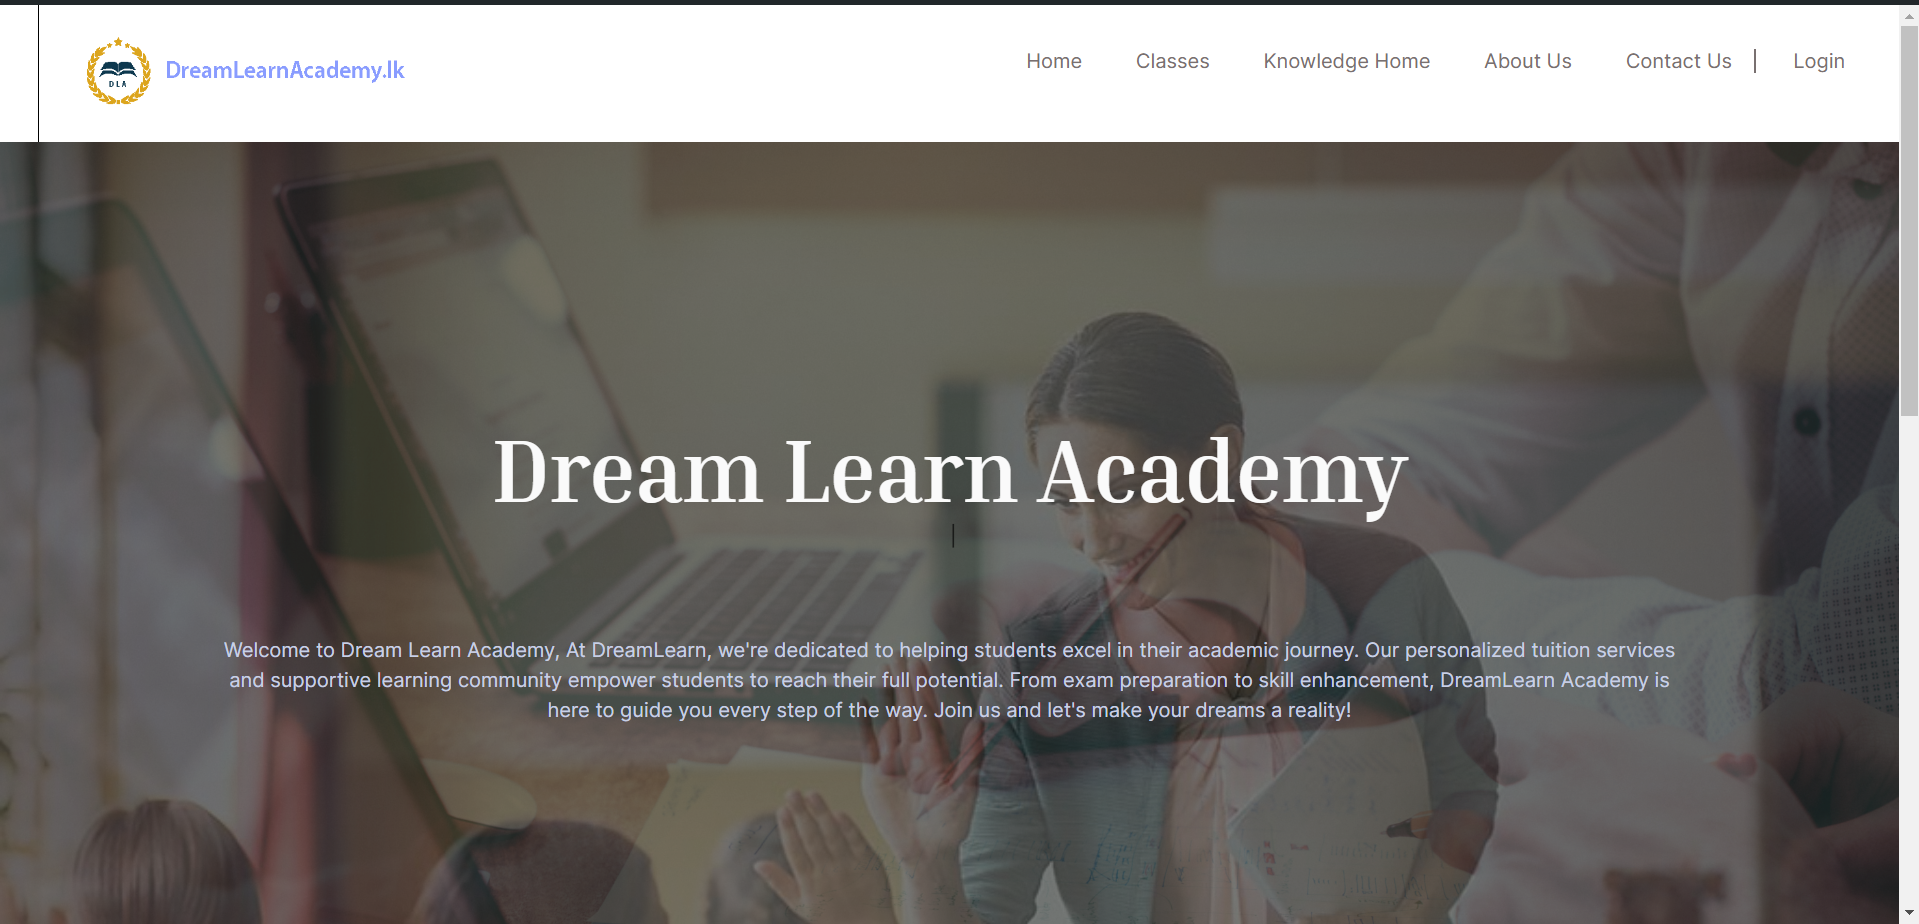 DLA
DreamLearnAcademy.lk
Home
Classes
Knowledge Home
About Us
Contact Us
Login
Dream Learn Academy
Welcome to Dream Learn Academy, At DreamLearn, we're dedicated to helping students excel in their academic journey. Our personalized tuition services
and supportive learning community empower students to reach their full potential. From exam preparation to skill enhancement, DreamLearn Academy is
here to guide you every step of the way. Join us and let's make your dreams a reality!